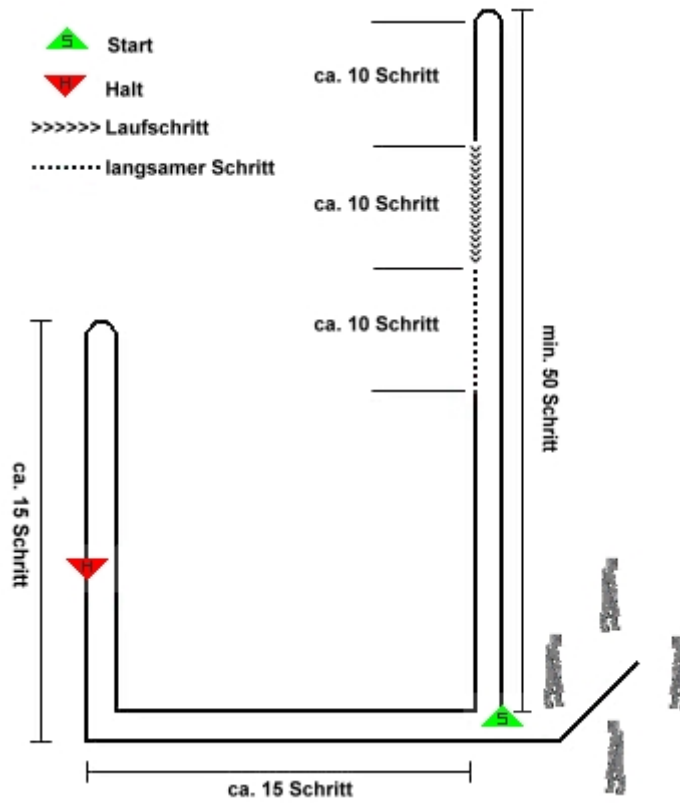 S Start
H Halt
>>>>>> Laufschritt
........... langsamer Schritt
ca. 10 Schritt
ca. 10 Schritt
ca. 10 Schritt
min. 50 Schritt
ca. 15 Schritt
H
S
ca. 15 Schritt